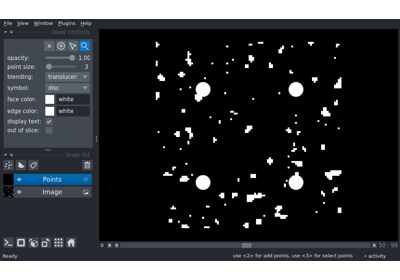 File View Window Plugins Help
layer controls
opacity: 1.00
point size: 3
blending: translucen
symbol: disc
face color: white
edge color: white
display text:
out of slice:
layer list
Points
Image
0 50 99
Ready use <2> for add points, use <3> for select points activity